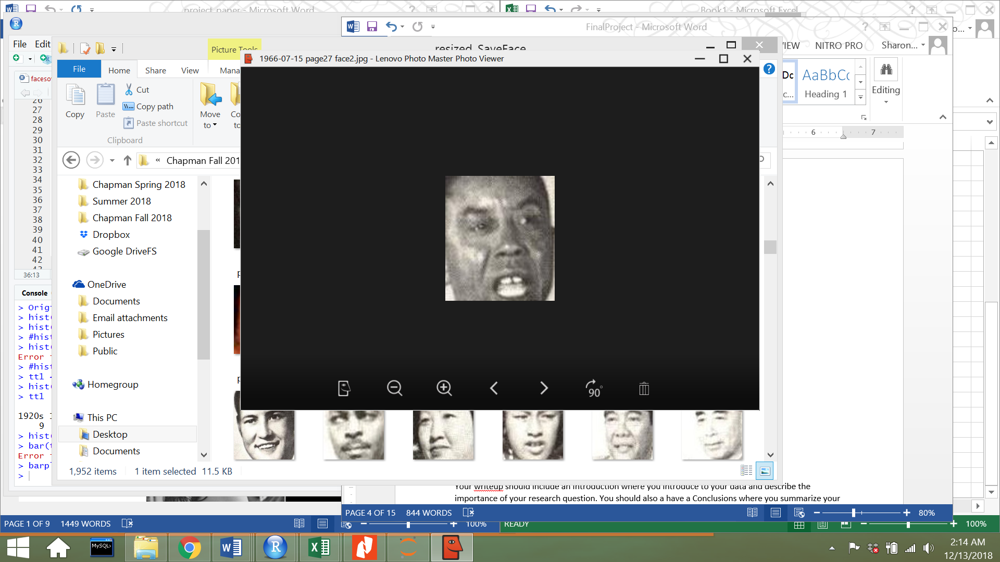 project_paper - Microsoft Word
Book1 - Microsoft Excel
FinalProject - Microsoft Word
File Edit
Picture Tools
resized_SaveFace
VIEW NITRO PRO Sharon...
1966-07-15 page27 face2.jpg - Lenovo Photo Master Photo Viewer
File Home Share View Mana
Cut
Copy path
Paste shortcut
Copy Paste
Move
to
Co
to
Clipboard
AaBbCc
Heading 1
Editing
6 7
Chapman Fall 201
Chapman Spring 2018
Summer 2018
Chapman Fall 2018
Dropbox
Google DriveFS
OneDrive
Documents
Email attachments
Pictures
Public
Homegroup
This PC
Desktop
Documents
faceso
26
27
28
29
30
31
32
33
34
35
36
37
38
39
40
41
42
43
36:13
Console
> Orig
> hist(
> hist(
> #hist
> hist(
Error
> #hist
> tt1
> hist(
> tt1
1920s
9
> hist(
> bar(t
Error
> barp
>
90°
1,952 items 1 item selected 11.5 KB
Your writeup should include an introduction where you introduce to your data and describe the
importance of your research question. You should also a have a Conclusions where you summarize your
PAGE 4 OF 15 844 WORDS 80%
PAGE 1 OF 9 1449 WORDS 100% READY 100%
MySQL>
2:14 AM
12/13/2018